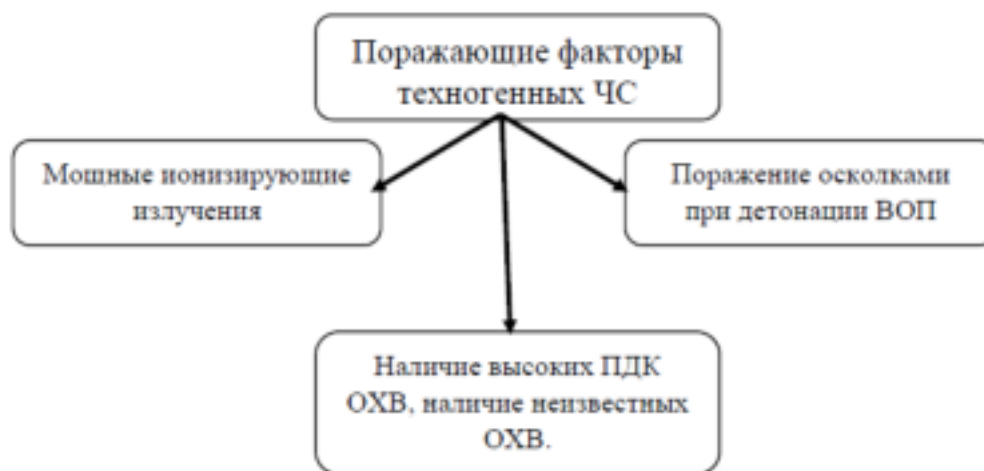 Поражающие факторы
техногенных ЧС
Мощные ионизирующие
излучения
Поражение осколками
при детонации ВОП
Наличие высоких ПДК
ОХВ, наличие неизвестных
ОХВ.